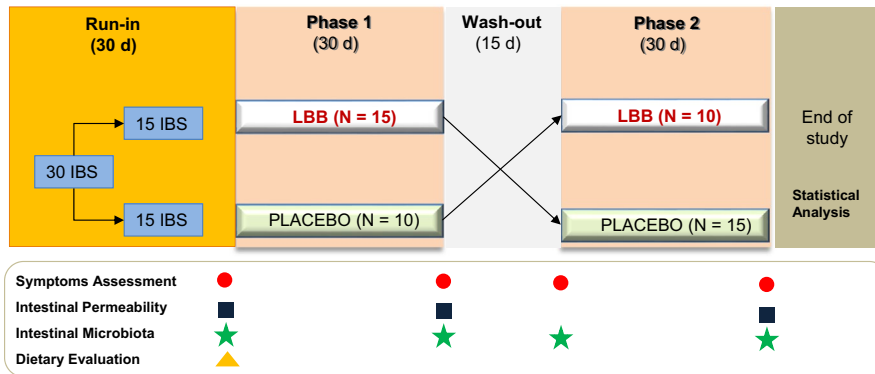 Run-in
(30 d)
Phase 1
(30 d)
Wash-out
(15 d)
Phase 2
(30 d)
15 IBS
30 IBS
15 IBS
LBB (N = 15)
PLACEBO (N = 10)
LBB (N = 10)
PLACEBO (N = 15)
End of
study
Statistical
Analysis
Symptoms Assessment
Intestinal Permeability
Intestinal Microbiota
Dietary Evaluation